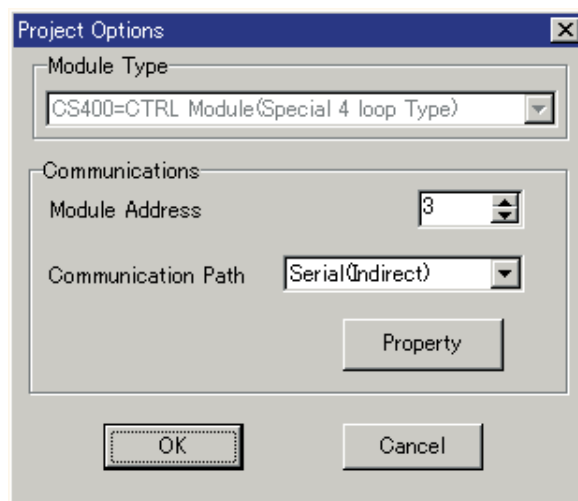 Project Options
Module Type
CS400=CTRL Module(Special 4 loop Type)
Communications
Module Address
3
Communication Path
Serial(Indirect)
Property
OK
Cancel